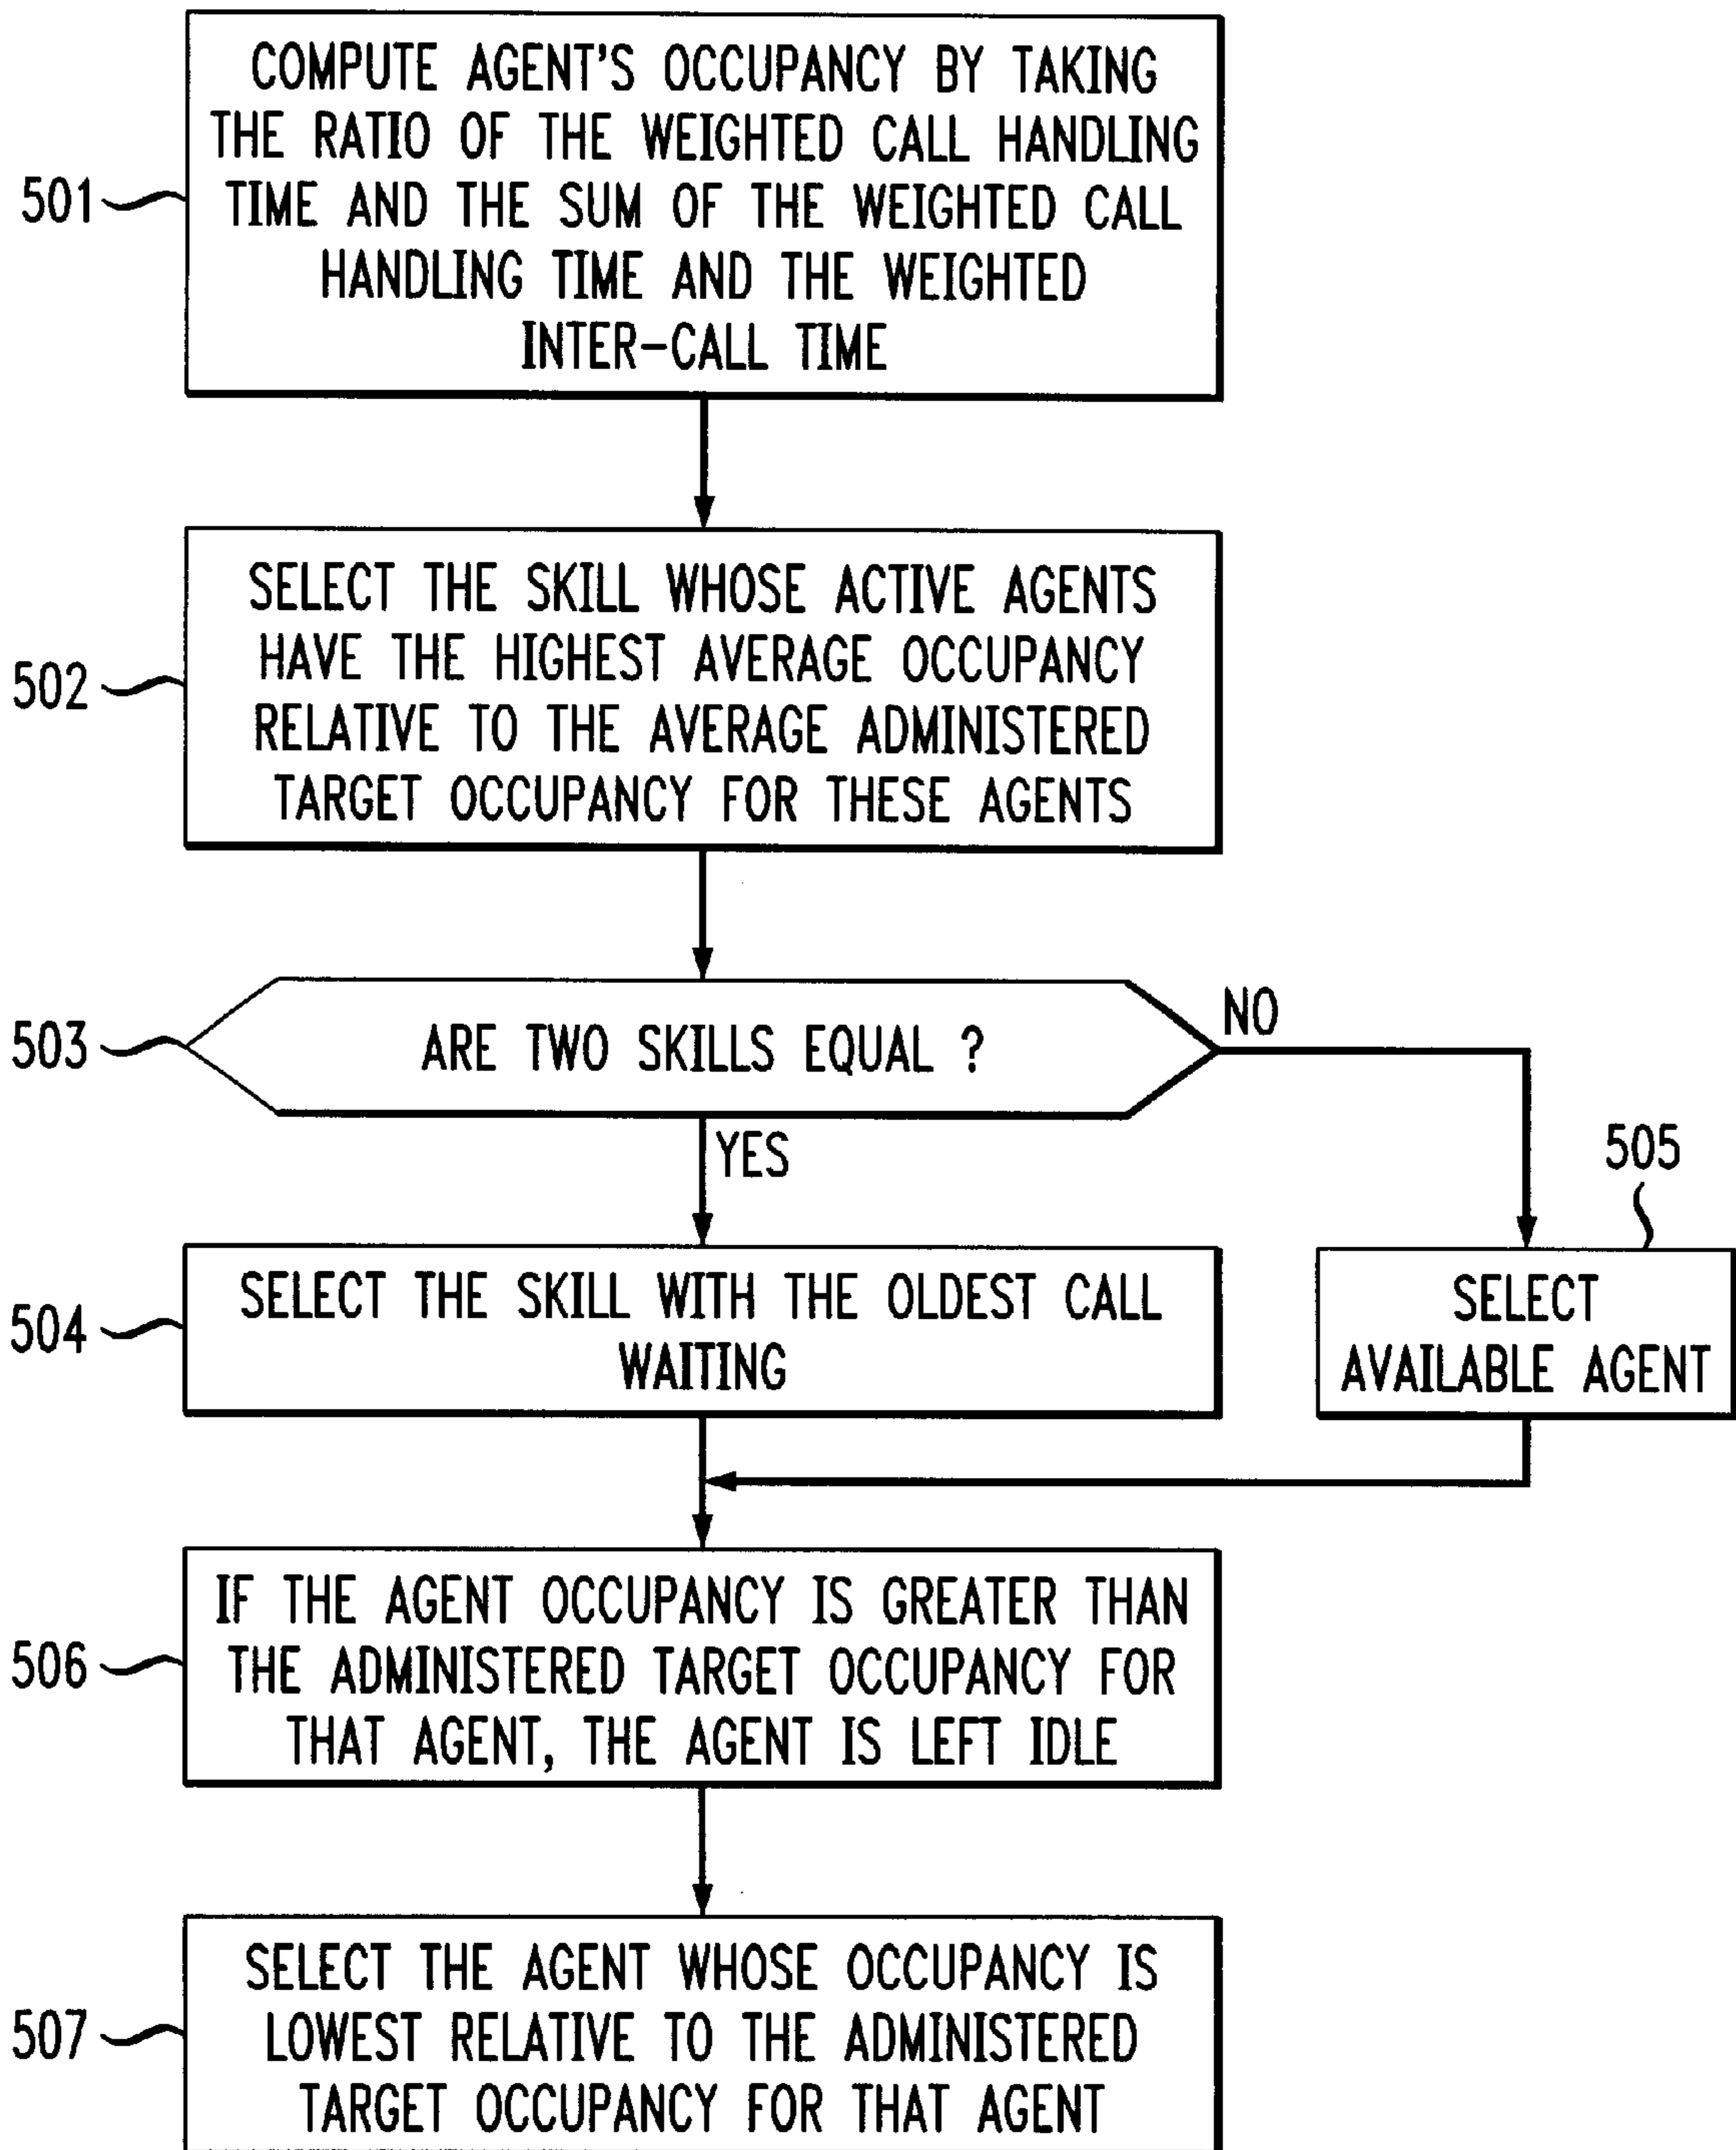 COMPUTE AGENT'S OCCUPANCY BY TAKING
THE RATIO OF THE WEIGHTED CALL HANDLING
TIME AND THE SUM OF THE WEIGHTED CALL
HANDLING TIME AND THE WEIGHTED
INTER-CALL TIME
501
SELECT THE SKILL WHOSE ACTIVE AGENTS
HAVE THE HIGHEST AVERAGE OCCUPANCY
RELATIVE TO THE AVERAGE ADMINISTERED
TARGET OCCUPANCY FOR THESE AGENTS
502
ARE TWO SKILLS EQUAL ?
503
NO
YES
505
SELECT THE SKILL WITH THE OLDEST CALL
WAITING
504
SELECT
AVAILABLE AGENT
IF THE AGENT OCCUPANCY IS GREATER THAN
THE ADMINISTERED TARGET OCCUPANCY FOR
THAT AGENT, THE AGENT IS LEFT IDLE
506
SELECT THE AGENT WHOSE OCCUPANCY IS
LOWEST RELATIVE TO THE ADMINISTERED
TARGET OCCUPANCY FOR THAT AGENT
507